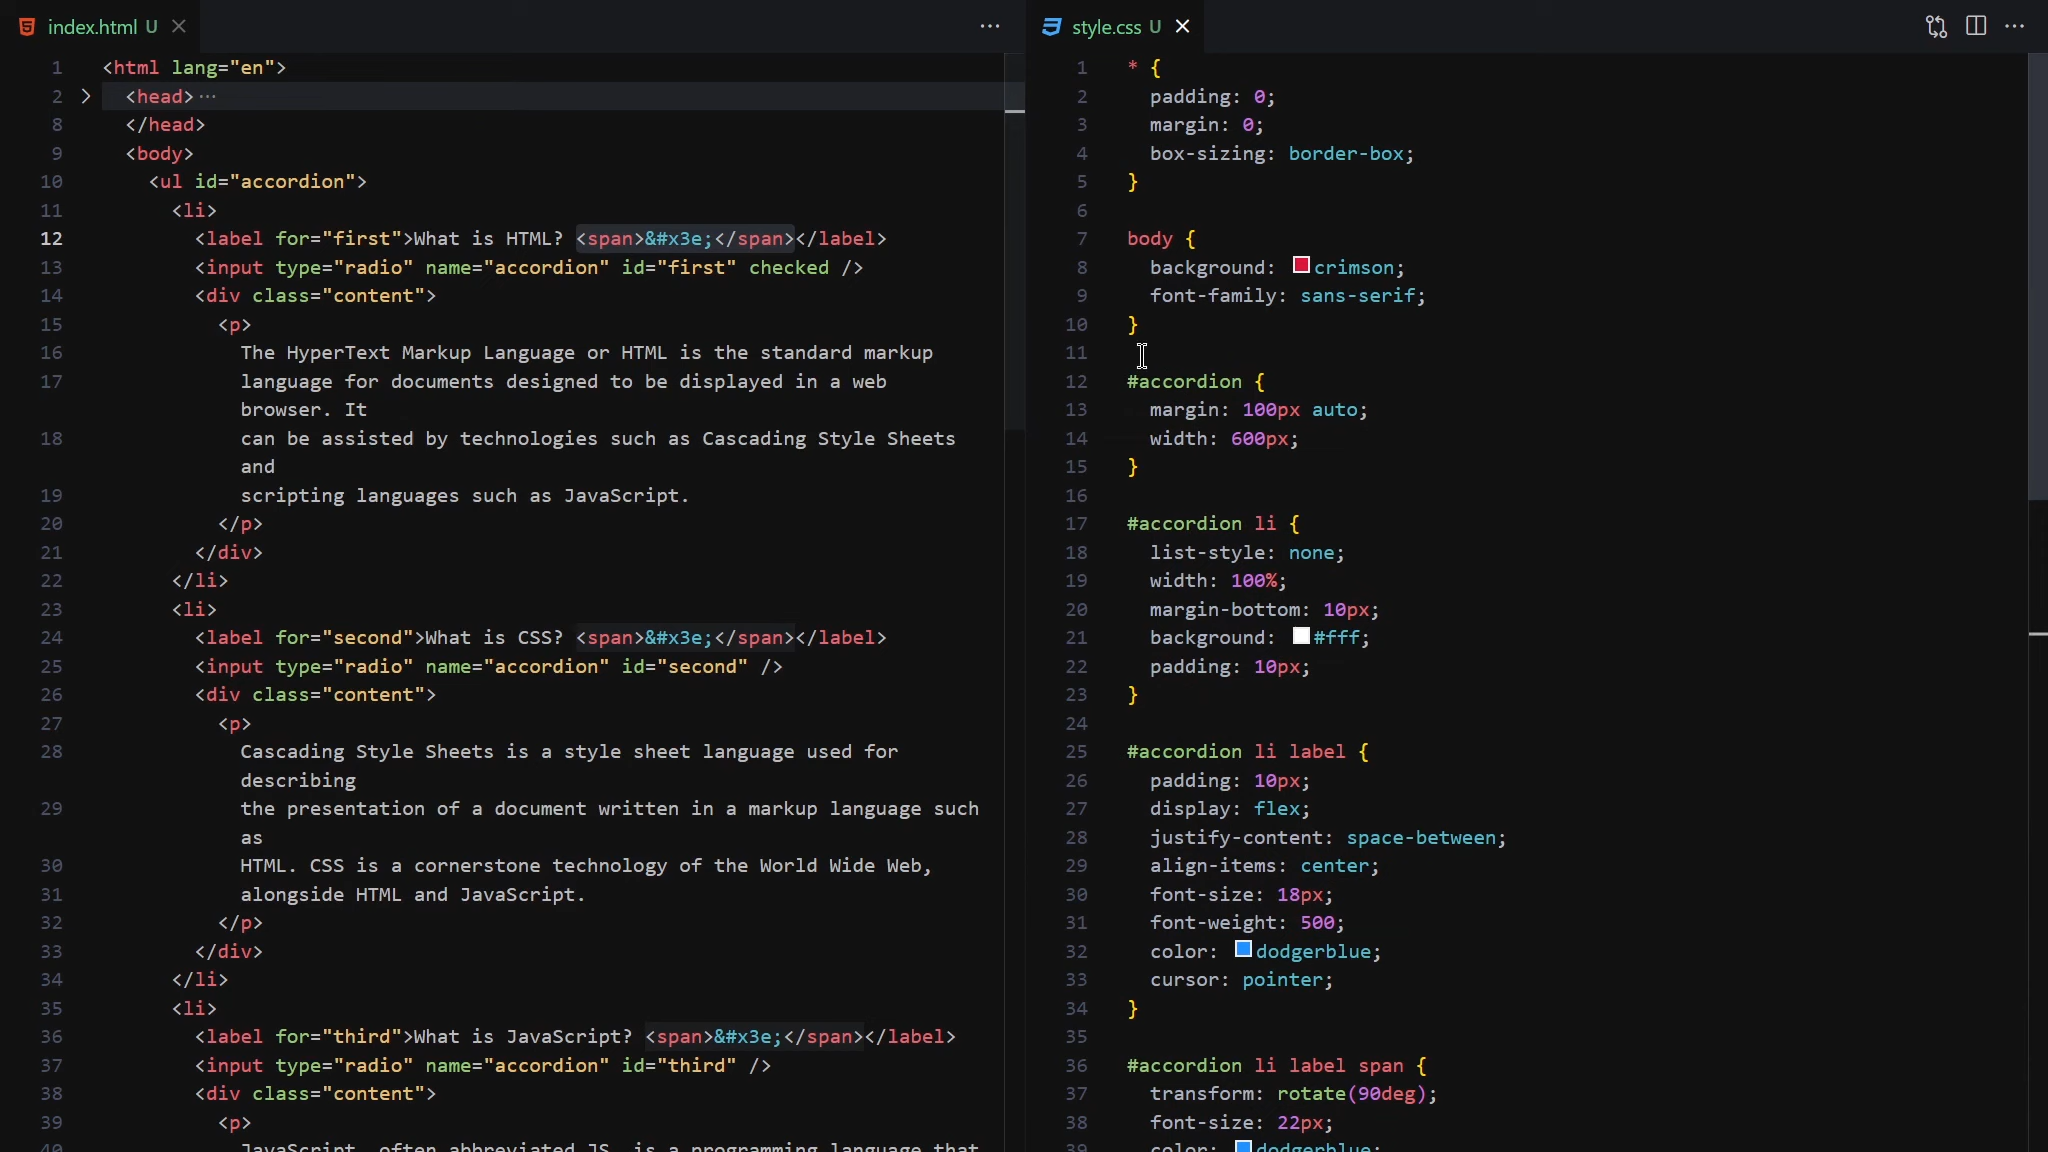 index.html U
1 <html lang="en">
2 <head> ···
8 </head>
9 <body>
10 <ul id="accordion">
11 <li>
12 <label for="first">What is HTML? <span>&#x3e;</span></label>
13 <input type="radio" name="accordion" id="first" checked />
14 <div class="content">
15 <p>
16 The HyperText Markup Language or HTML is the standard markup
17 language for documents designed to be displayed in a web
browser. It
18 can be assisted by technologies such as Cascading Style Sheets
and
19 scripting languages such as JavaScript.
20 </p>
21 </div>
22 </li>
23 <li>
24 <label for="second">What is CSS? <span>&#x3e;</span></label>
25 <input type="radio" name="accordion" id="second" />
26 <div class="content">
27 <p>
28 Cascading Style Sheets is a style sheet language used for
describing
29 the presentation of a document written in a markup language such
as
30 HTML. CSS is a cornerstone technology of the World Wide Web,
31 alongside HTML and JavaScript.
32 </p>
33 </div>
34 </li>
35 <li>
36 <label for="third">What is JavaScript? <span>&#x3e;</span></label>
37 <input type="radio" name="accordion" id="third" />
38 <div class="content">
39 <p>
40 JavaScript, often abbreviated JS, is a programming language that
style.css U
1 * {
2 padding: 0;
3 margin: 0;
4 box-sizing: border-box;
5 }
6
7 body {
8 background: crimson;
9 font-family: sans-serif;
10 }
11
12 #accordion {
13 margin: 100px auto;
14 width: 600px;
15 }
16
17 #accordion li {
18 list-style: none;
19 width: 100%;
20 margin-bottom: 10px;
21 background: #fff;
22 padding: 10px;
23 }
24
25 #accordion li label {
26 padding: 10px;
27 display: flex;
28 justify-content: space-between;
29 align-items: center;
30 font-size: 18px;
31 font-weight: 500;
32 color: dodgerblue;
33 cursor: pointer;
34 }
35
36 #accordion li label span {
37 transform: rotate(90deg);
38 font-size: 22px;
39 color: dodgerblue;